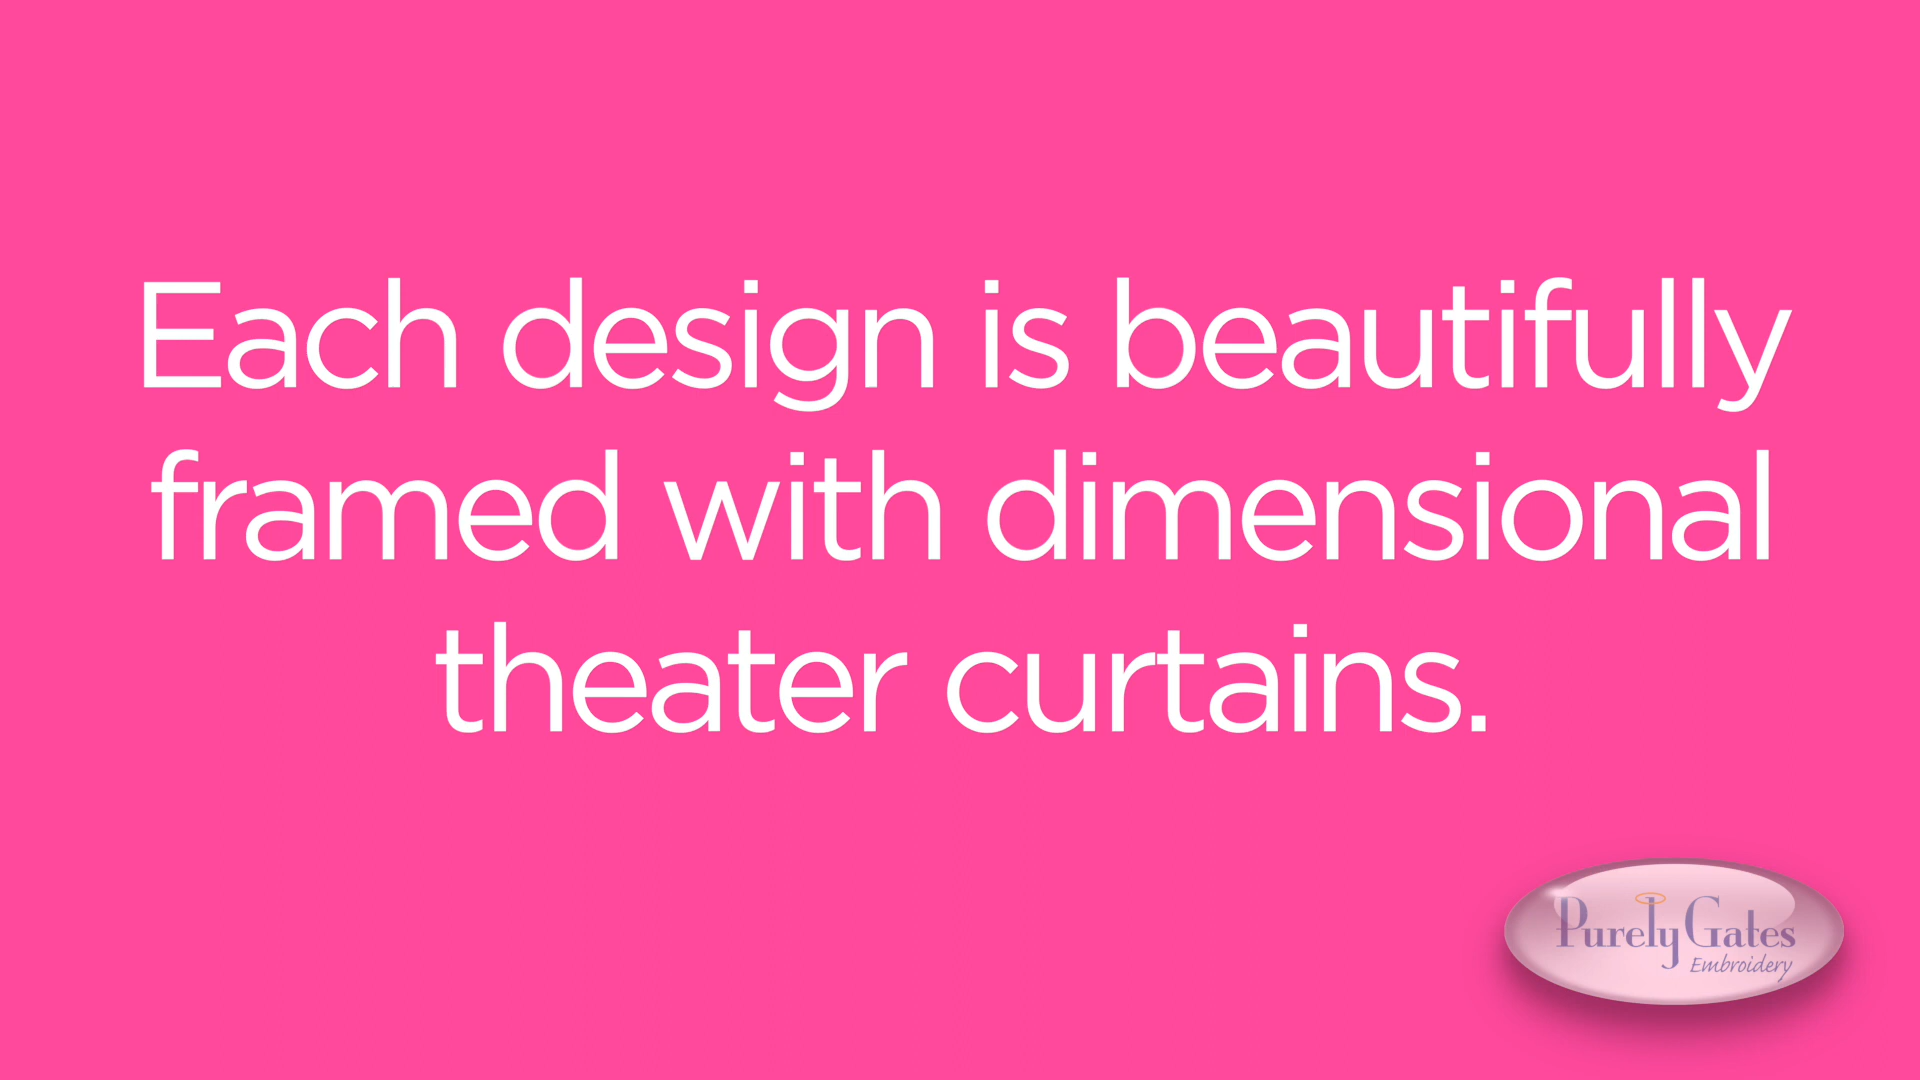 Each design is beautifully
framed with dimensional
theater curtains.
Purely Gates
Embroidery